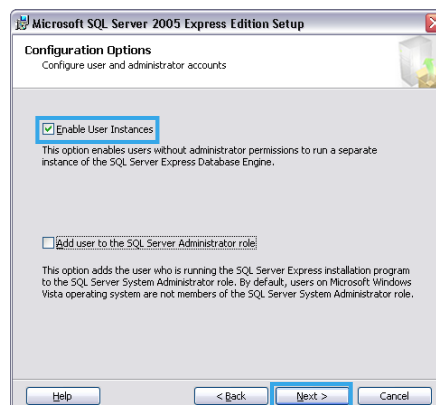 Microsoft SQL Server 2005 Express Edition Setup
Configuration Options
Configure user and administrator accounts
Enable User Instances
This option enables users without administrator permissions to run a separate
instance of the SQL Server Express Database Engine.
Add user to the SQL Server Administrator role
This option adds the user who is running the SQL Server Express installation program
to the SQL Server System Administrator role. By default, users on Microsoft Windows
Vista operating system are not members of the SQL Server System Administrator role.
Help
< Back
Next >
Cancel